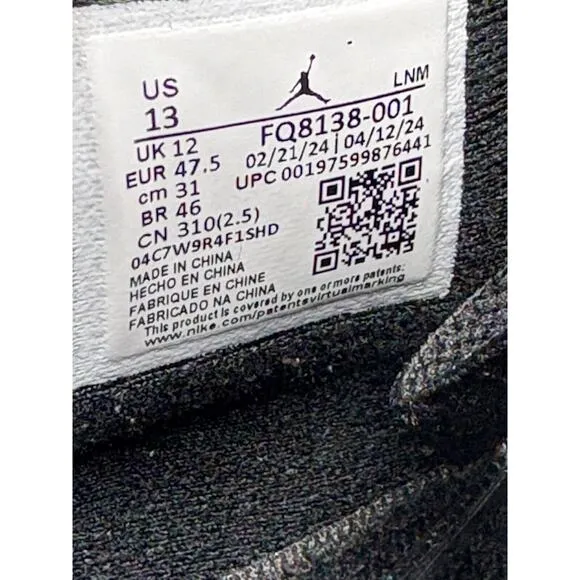 US
13
LNM
UK 12
FQ8138-001
EUR 47.5
02/21/24 | 04/12/24
cm 31
UPC 00197599876441
BR 46
CN 310(2.5)
04C7W9R4F1SHD
MADE IN CHINA
HECHO EN CHINA
FABRIQUE EN CHINE
FABRICADO NA CHINA
This product is covered by one or more patents:
www.nike.com/patentsvirtualmarking